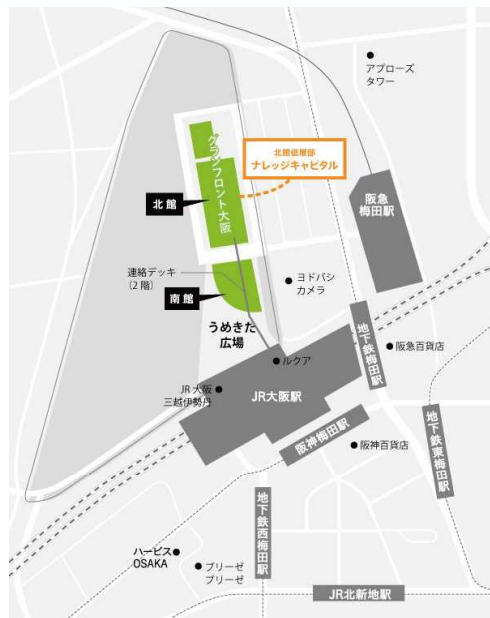 アプローズ
タワー
グランフロント大阪
北館低層部
ナレッジキャピタル
北館
阪急
梅田駅
連絡デッキ
(2 階)
南館
ヨドバシ
カメラ
うめきた
広場
地下鉄梅田駅
阪急百貨店
ルクア
JR 大阪
三越伊勢丹
JR大阪駅
阪神梅田駅
阪神百貨店
地下鉄東梅田駅
地下鉄西梅田駅
ハービス
OSAKA
ブリーゼ
ブリーゼ
JR北新地駅